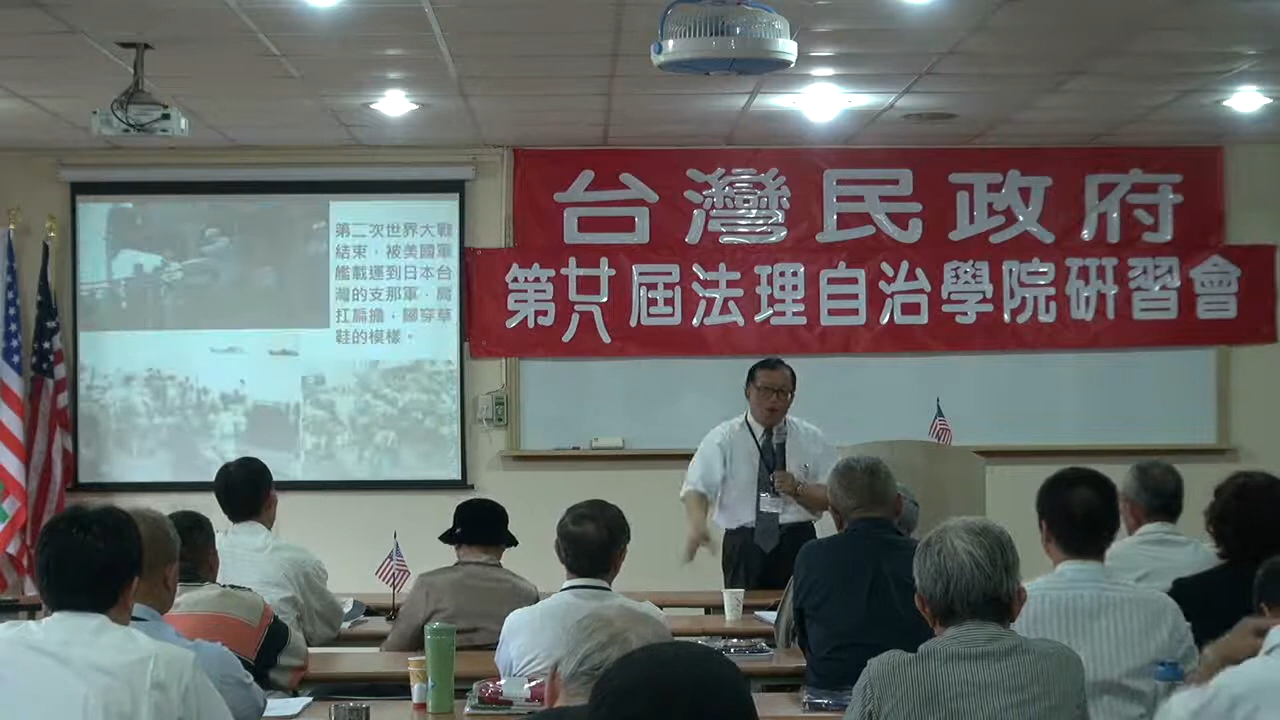 台灣民政府
第廿八屆法理自治學院研習會
第二次世界大戰
結束，被美國軍
艦載運到日本台
灣的支那軍，肩
扛扁擔，腳穿草
鞋的模樣。